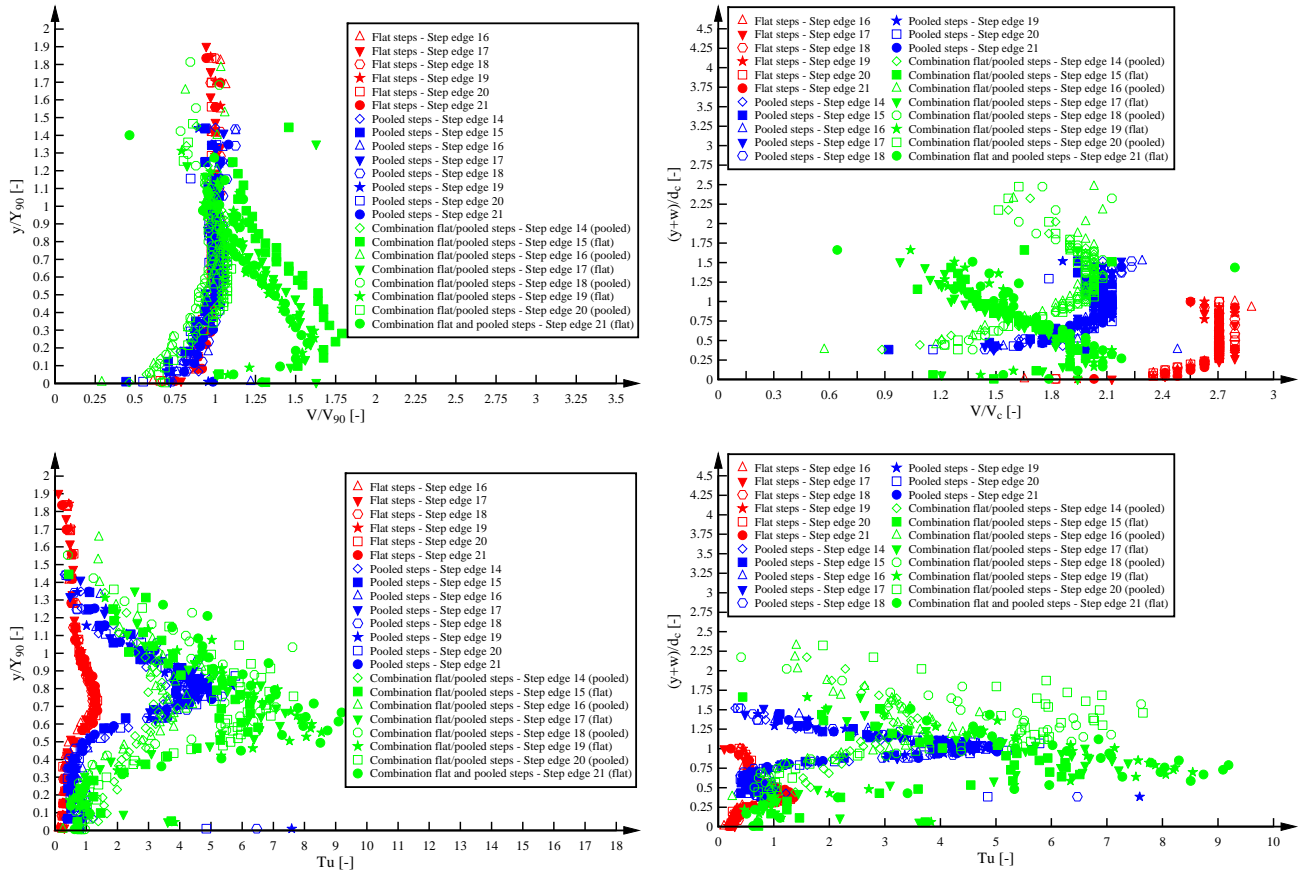 y/Y90 [-]
2
1.9
1.8
1.7
1.6
1.5
1.4
1.3
1.2
1.1
1
0.9
0.8
0.7
0.6
0.5
0.4
0.3
0.2
0.1
0
Flat steps - Step edge 16
Flat steps - Step edge 17
Flat steps - Step edge 18
Flat steps - Step edge 19
Flat steps - Step edge 20
Flat steps - Step edge 21
Pooled steps - Step edge 14
Pooled steps - Step edge 15
Pooled steps - Step edge 16
Pooled steps - Step edge 17
Pooled steps - Step edge 18
Pooled steps - Step edge 19
Pooled steps - Step edge 20
Pooled steps - Step edge 21
Combination flat/pooled steps - Step edge 14 (pooled)
Combination flat/pooled steps - Step edge 15 (flat)
Combination flat/pooled steps - Step edge 16 (pooled)
Combination flat/pooled steps - Step edge 17 (flat)
Combination flat/pooled steps - Step edge 18 (pooled)
Combination flat/pooled steps - Step edge 19 (flat)
Combination flat/pooled steps - Step edge 20 (pooled)
Combination flat and pooled steps - Step edge 21 (flat)
0 0.25 0.5 0.75 1 1.25 1.5 1.75 2 2.25 2.5 2.75 3 3.25 3.5
V/V90 [-]
(y+w)/dc [-]
4.5
4.25
4
3.75
3.5
3.25
3
2.75
2.5
2.25
2
1.75
1.5
1.25
1
0.75
0.5
0.25
0
Flat steps - Step edge 16
Flat steps - Step edge 17
Flat steps - Step edge 18
Flat steps - Step edge 19
Flat steps - Step edge 20
Flat steps - Step edge 21
Pooled steps - Step edge 14
Pooled steps - Step edge 15
Pooled steps - Step edge 16
Pooled steps - Step edge 17
Pooled steps - Step edge 18
Pooled steps - Step edge 19
Pooled steps - Step edge 20
Pooled steps - Step edge 21
Combination flat/pooled steps - Step edge 14 (pooled)
Combination flat/pooled steps - Step edge 15 (flat)
Combination flat/pooled steps - Step edge 16 (pooled)
Combination flat/pooled steps - Step edge 17 (flat)
Combination flat/pooled steps - Step edge 18 (pooled)
Combination flat/pooled steps - Step edge 19 (flat)
Combination flat/pooled steps - Step edge 20 (pooled)
Combination flat and pooled steps - Step edge 21 (flat)
0 0.3 0.6 0.9 1.2 1.5 1.8 2.1 2.4 2.7 3
V/Vc [-]
y/Y90 [-]
2
1.9
1.8
1.7
1.6
1.5
1.4
1.3
1.2
1.1
1
0.9
0.8
0.7
0.6
0.5
0.4
0.3
0.2
0.1
0
Flat steps - Step edge 16
Flat steps - Step edge 17
Flat steps - Step edge 18
Flat steps - Step edge 19
Flat steps - Step edge 20
Flat steps - Step edge 21
Pooled steps - Step edge 14
Pooled steps - Step edge 15
Pooled steps - Step edge 16
Pooled steps - Step edge 17
Pooled steps - Step edge 18
Pooled steps - Step edge 19
Pooled steps - Step edge 20
Pooled steps - Step edge 21
Combination flat/pooled steps - Step edge 14 (pooled)
Combination flat/pooled steps - Step edge 15 (flat)
Combination flat/pooled steps - Step edge 16 (pooled)
Combination flat/pooled steps - Step edge 17 (flat)
Combination flat/pooled steps - Step edge 18 (pooled)
Combination flat/pooled steps - Step edge 19 (flat)
Combination flat/pooled steps - Step edge 20 (pooled)
Combination flat and pooled steps - Step edge 21 (flat)
0 1 2 3 4 5 6 7 8 9 10 11 12 13 14 15 16 17 18
Tu [-]
(y+w)/dc [-]
4.5
4.25
4
3.75
3.5
3.25
3
2.75
2.5
2.25
2
1.75
1.5
1.25
1
0.75
0.5
0.25
0
Flat steps - Step edge 16
Flat steps - Step edge 17
Flat steps - Step edge 18
Flat steps - Step edge 19
Flat steps - Step edge 20
Flat steps - Step edge 21
Pooled steps - Step edge 14
Pooled steps - Step edge 15
Pooled steps - Step edge 16
Pooled steps - Step edge 17
Pooled steps - Step edge 18
Pooled steps - Step edge 19
Pooled steps - Step edge 20
Pooled steps - Step edge 21
Combination flat/pooled steps - Step edge 14 (pooled)
Combination flat/pooled steps - Step edge 15 (flat)
Combination flat/pooled steps - Step edge 16 (pooled)
Combination flat/pooled steps - Step edge 17 (flat)
Combination flat/pooled steps - Step edge 18 (pooled)
Combination flat/pooled steps - Step edge 19 (flat)
Combination flat/pooled steps - Step edge 20 (pooled)
Combination flat and pooled steps - Step edge 21 (flat)
0 1 2 3 4 5 6 7 8 9 10
Tu [-]